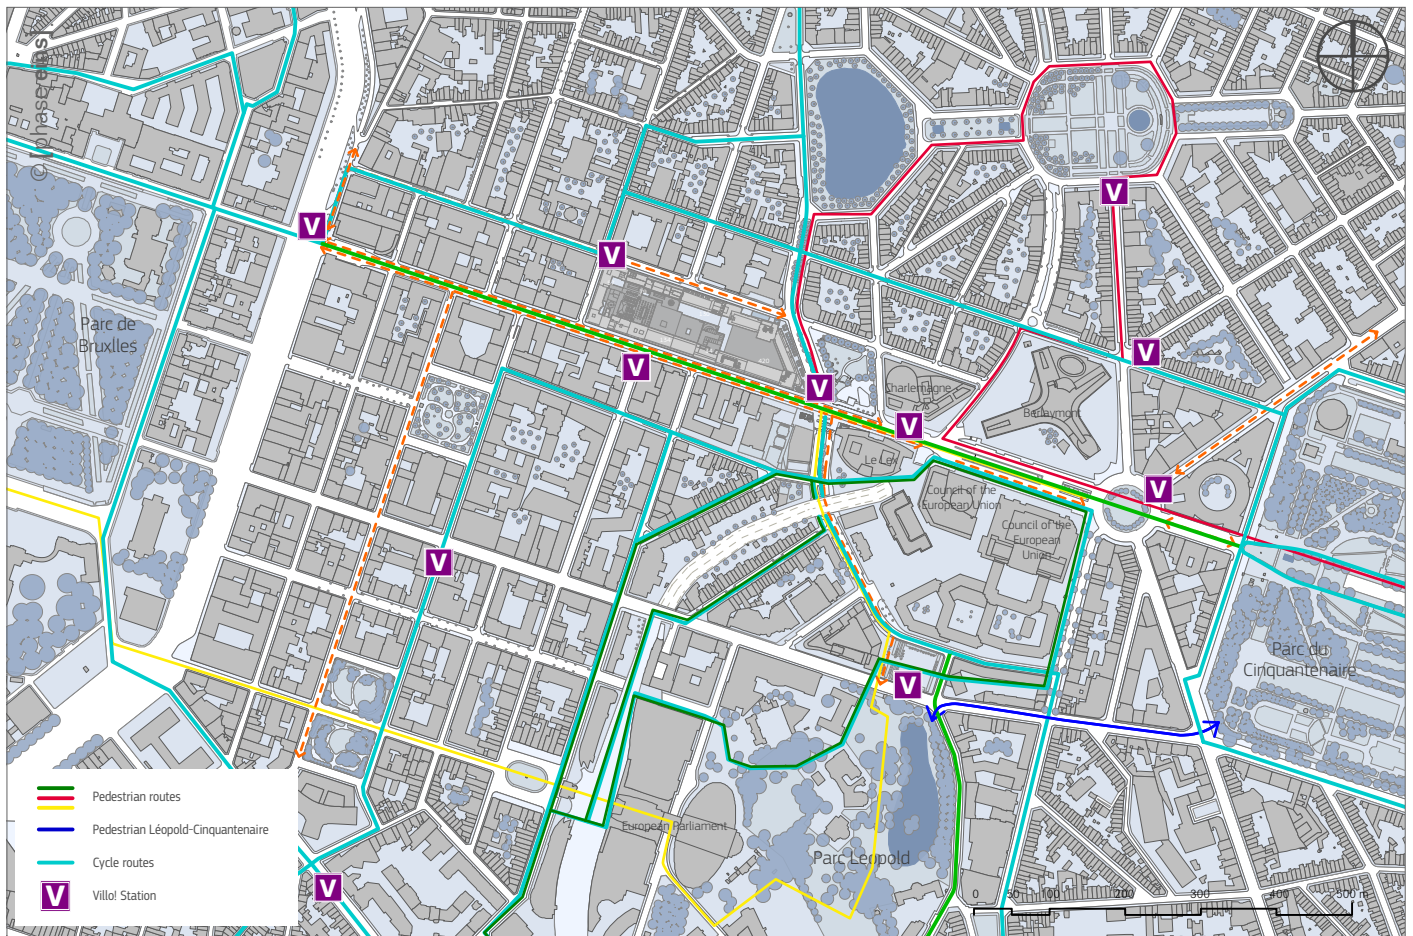 © [phaseems]
V
V
V
V
V
V
V
V
V
V
V
V
Parc de
Bruxlles
Charlemagne
Berlaymont
Le Lex
Council of the
European Union
Council of the
European
Union
420
Parc du
Cinquantenaire
European Parliament
Parc Léopold
Pedestrian routes
Pedestrian Léopold-Cinquantenaire
Cycle routes
V Villo! Station
0 50 100 200 300 400 500 m